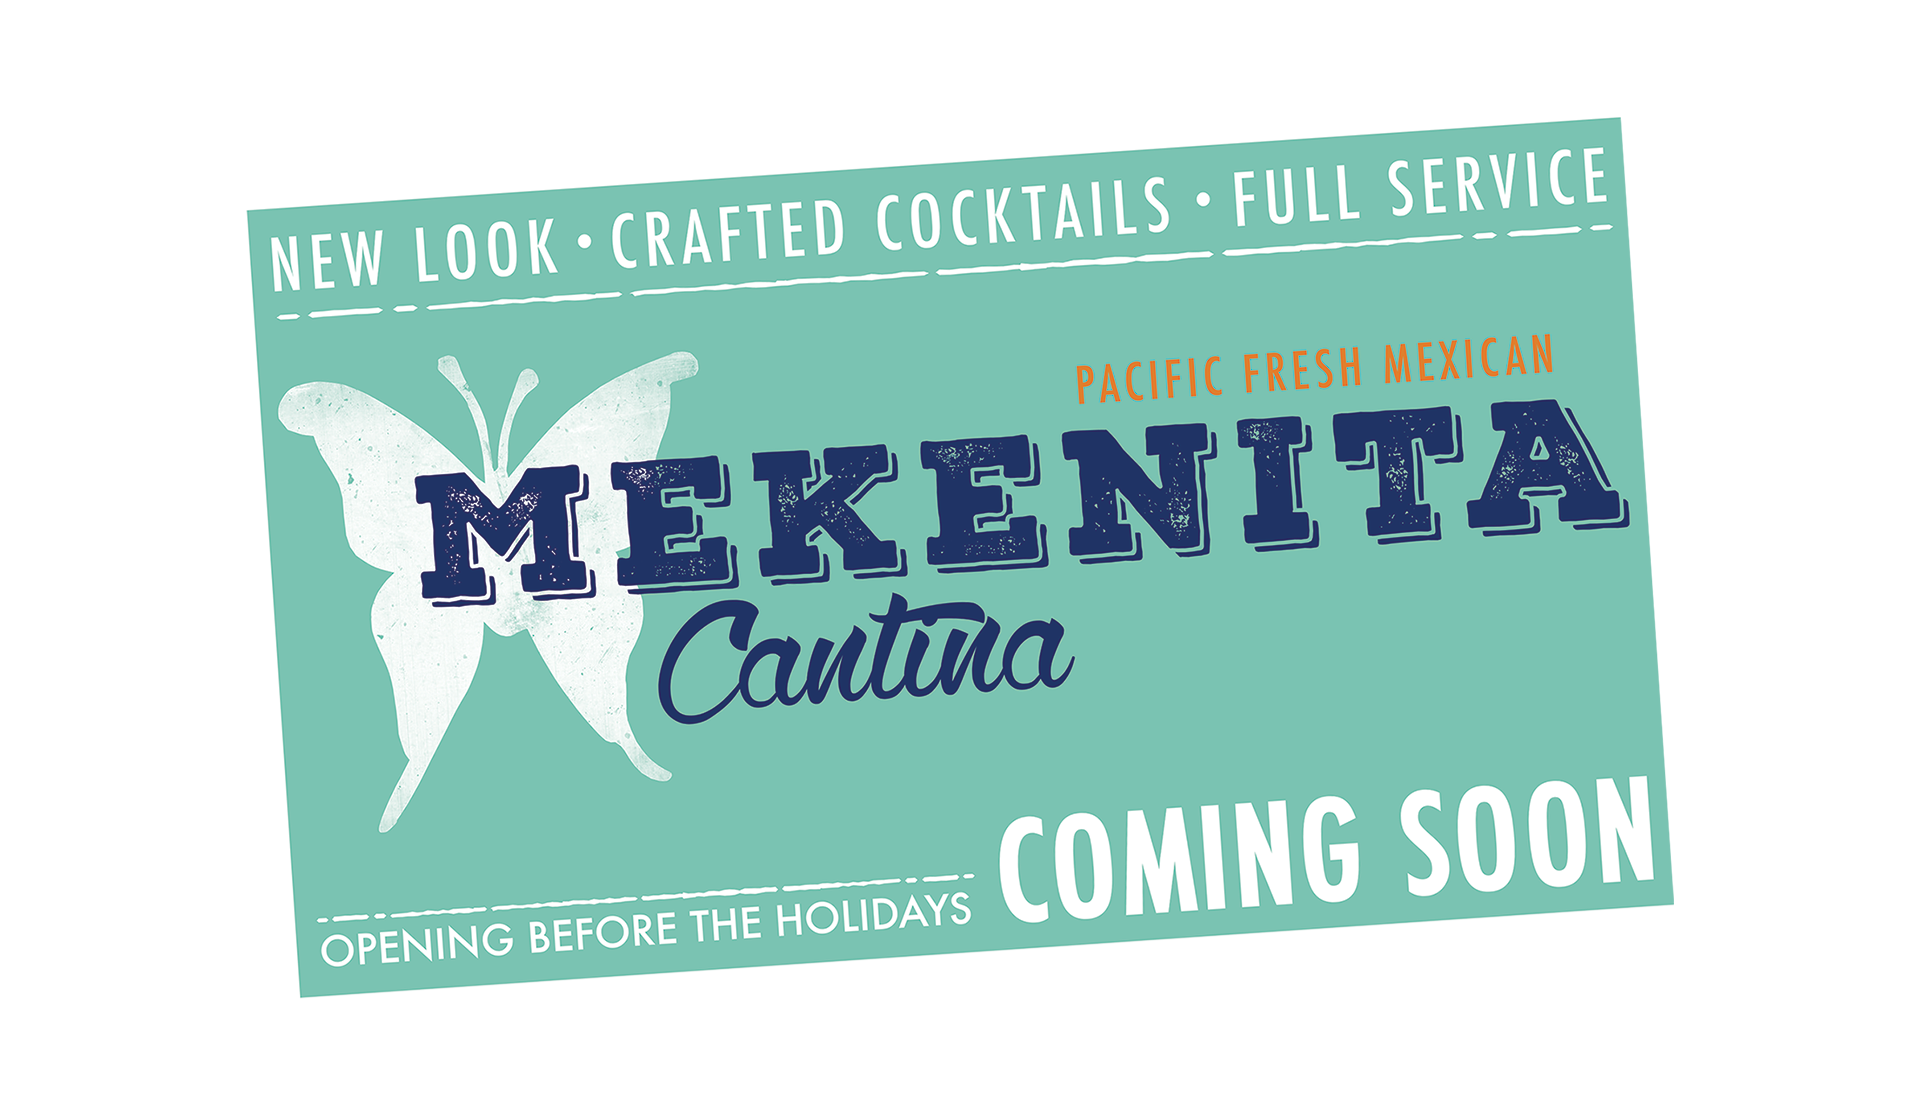 NEW LOOK • CRAFTED COCKTAILS • FULL SERVICE
PACIFIC FRESH MEXICAN
MEKENITA
Cantina
COMING SOON
OPENING BEFORE THE HOLIDAYS